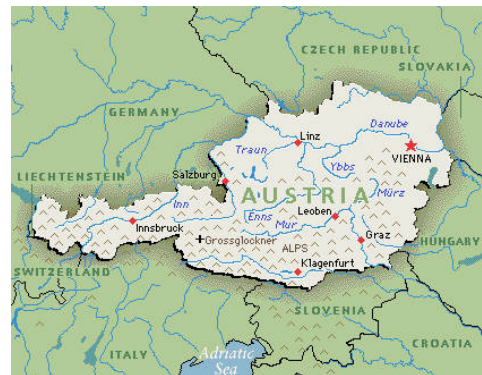 CZECH REPUBLIC
SLOVAKIA
GERMANY
Danube
Linz
Traun
VIENNA
Ybbs
Salzburg
LIECHTENSTEIN
AUSTRIA
Mürz
Inn
Leoben
Enns
Mur
Innsbruck
Graz
Grossglockner
ALPS
HUNGARY
Klagenfurt
SWITZERLAND
SLOVENIA
CROATIA
ITALY
Adriatic
Sea